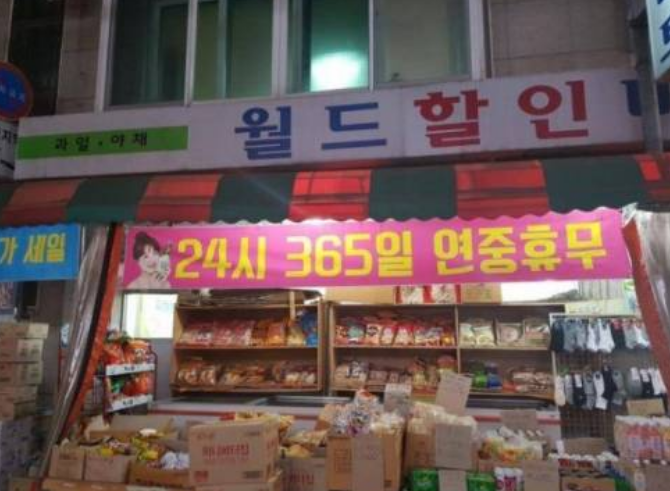 과일·야채
월드할인
가 세일
24시 365일 연중휴무